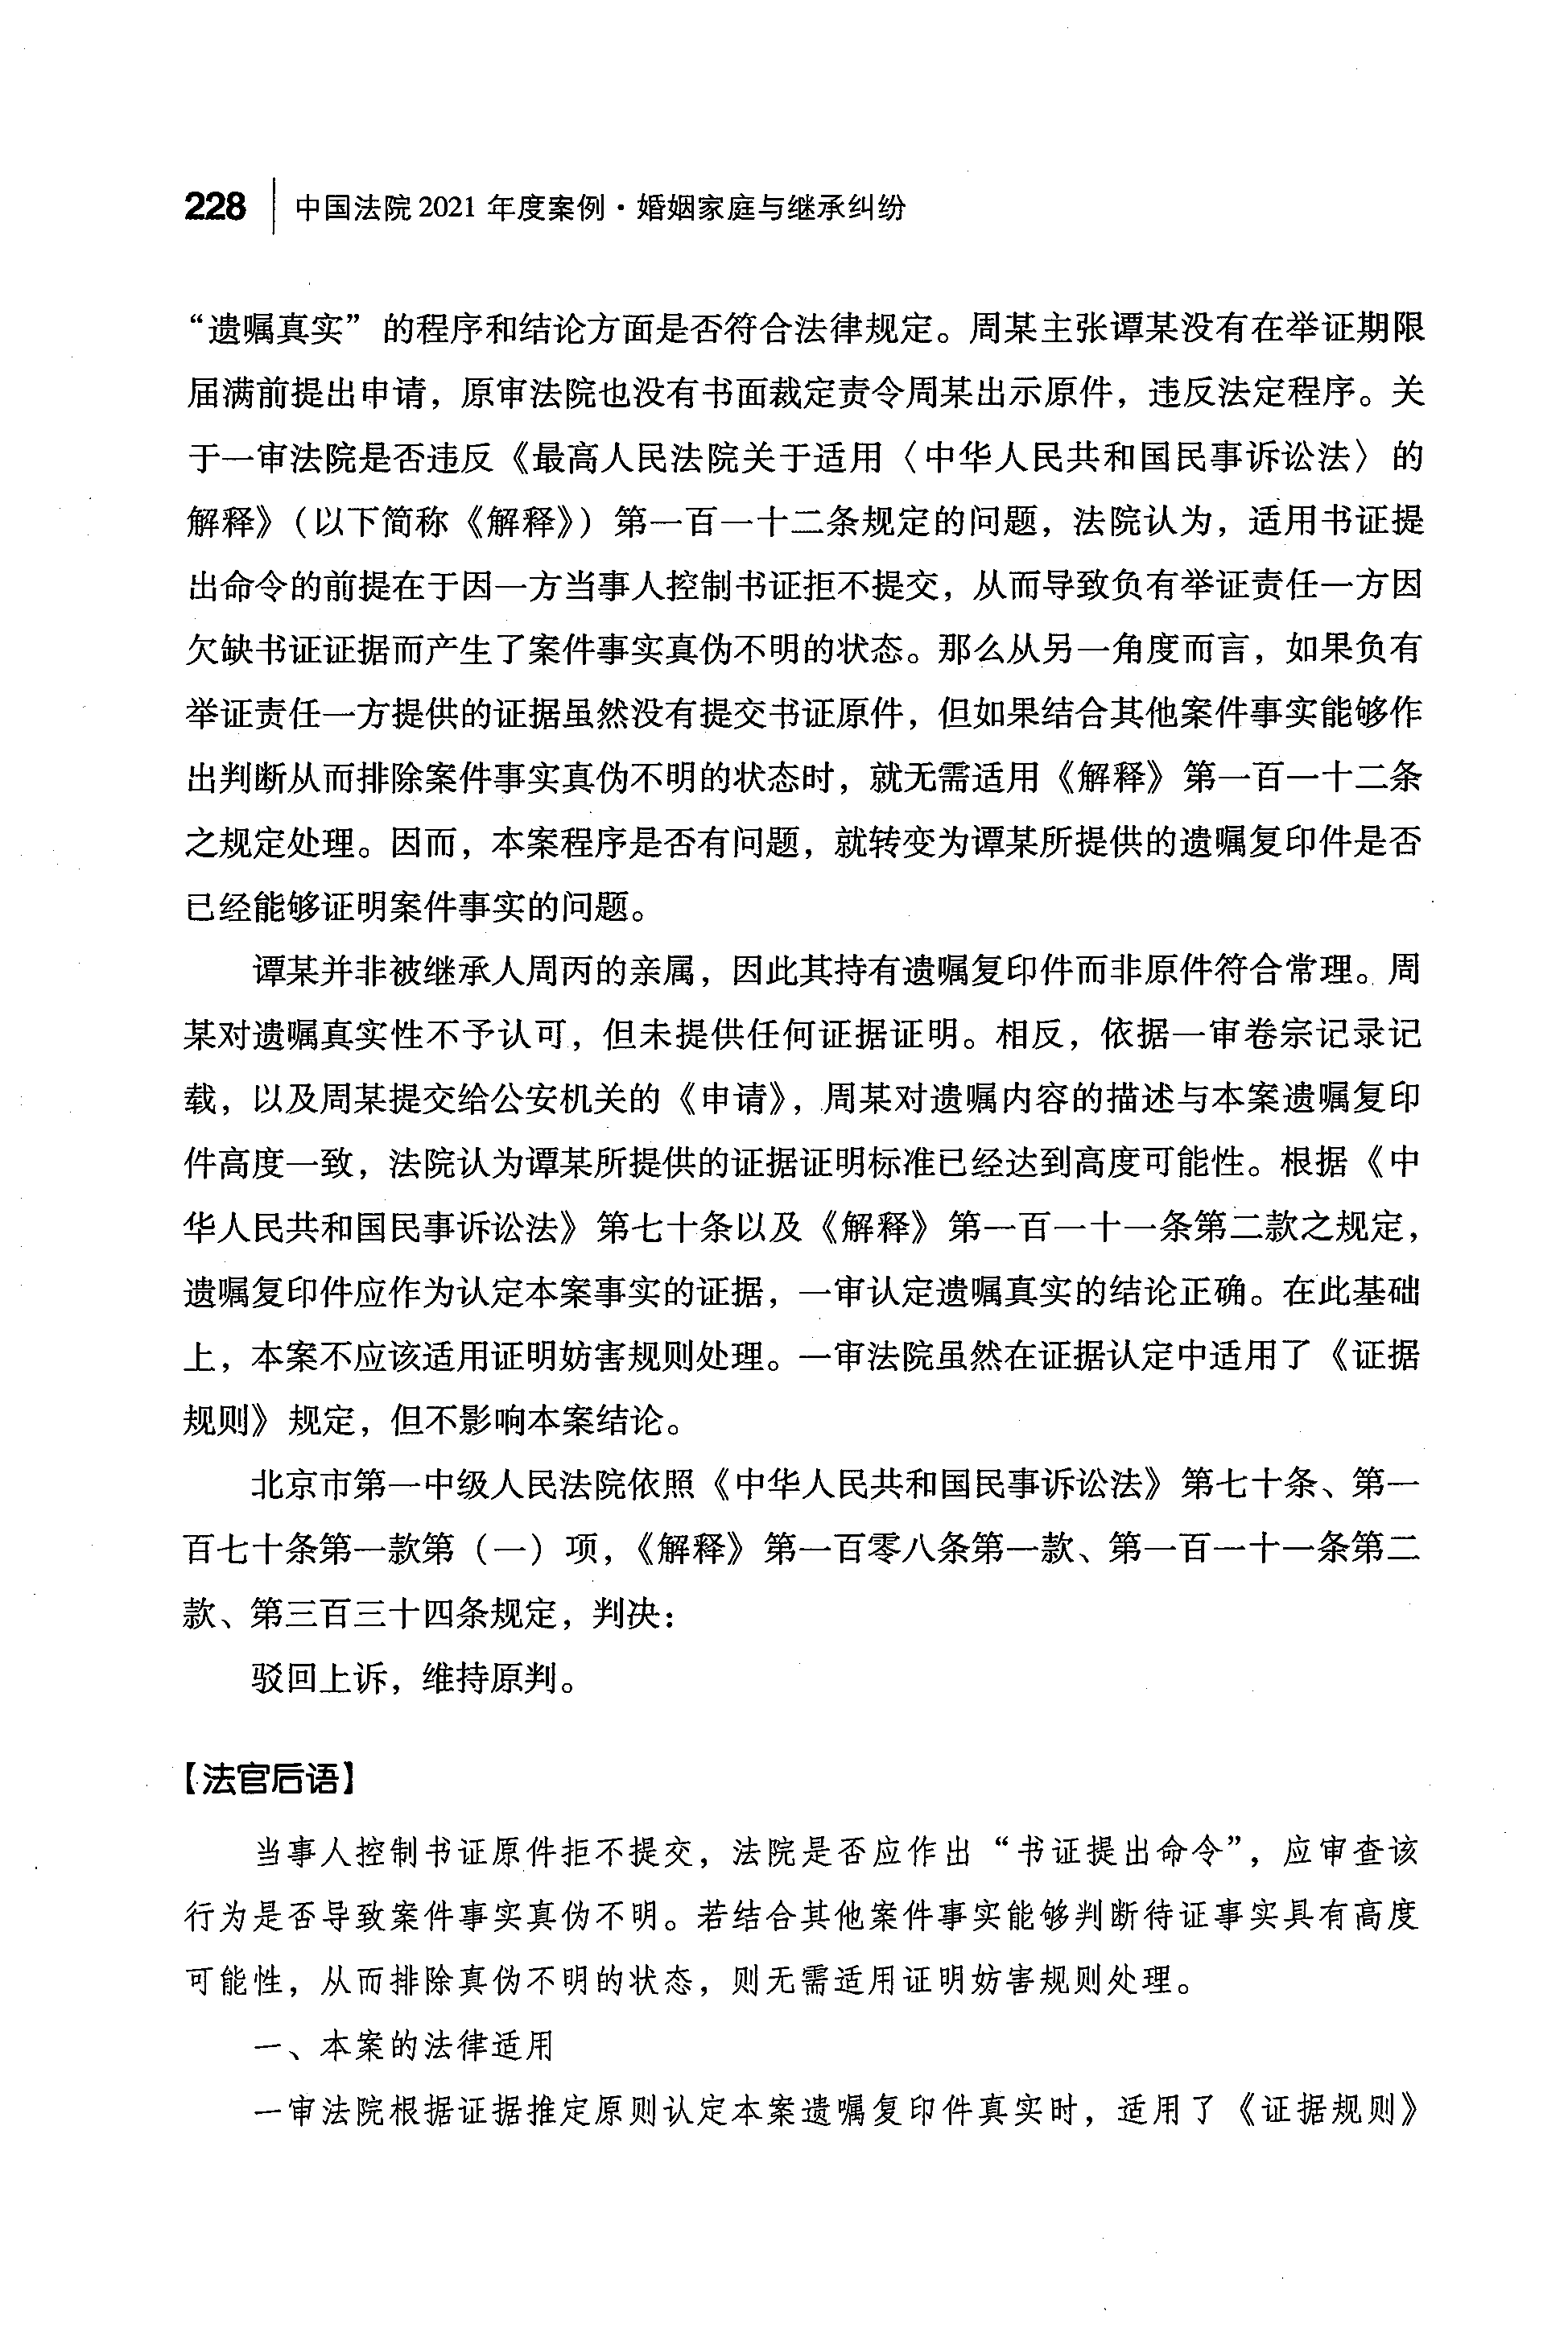 228 中国法院 2021 年度案例·婚姻家庭与继承纠纷
“遗嘱真实”的程序和结论方面是否符合法律规定。周某主张谭某没有在举证期限
届满前提出申请，原审法院也没有书面裁定责令周某出示原件，违反法定程序。关
于一审法院是否违反《最高人民法院关于适用〈中华人民共和国民事诉讼法〉的
解释》（以下简称《解释》）第一百一十二条规定的问题，法院认为，适用书证提
出命令的前提在于因一方当事人控制书证拒不提交，从而导致负有举证责任一方因
欠缺书证证据而产生了案件事实真伪不明的状态。那么从另一角度而言，如果负有
举证责任一方提供的证据虽然没有提交书证原件，但如果结合其他案件事实能够作
出判断从而排除案件事实真伪不明的状态时，就无需适用《解释》第一百一十二条
之规定处理。因而，本案程序是否有问题，就转变为谭某所提供的遗嘱复印件是否
已经能够证明案件事实的问题。
谭某并非被继承人周丙的亲属，因此其持有遗嘱复印件而非原件符合常理。周
某对遗嘱真实性不予认可，但未提供任何证据证明。相反，依据一审卷宗记录记
载，以及周某提交给公安机关的《申请》，周某对遗嘱内容的描述与本案遗嘱复印
件高度一致，法院认为谭某所提供的证据证明标准已经达到高度可能性。根据《中
华人民共和国民事诉讼法》第七十条以及《解释》第一百一十一条第二款之规定，
遗嘱复印件应作为认定本案事实的证据，一审认定遗嘱真实的结论正确。在此基础
上，本案不应该适用证明妨害规则处理。一审法院虽然在证据认定中适用了《证据
规则》规定，但不影响本案结论。
北京市第一中级人民法院依照《中华人民共和国民事诉讼法》第七十条、第一
百七十条第一款第（一）项，《解释》第一百零八条第一款、第一百一十一条第二
款、第三百三十四条规定，判决：
驳回上诉，维持原判。
【法官后语】
当事人控制书证原件拒不提交，法院是否应作出“书证提出命令”，应审查该
行为是否导致案件事实真伪不明。若结合其他案件事实能够判断待证事实具有高度
可能性，从而排除真伪不明的状态，则无需适用证明妨害规则处理。
一、本案的法律适用
一审法院根据证据推定原则认定本案遗嘱复印件真实时，适用了《证据规则》